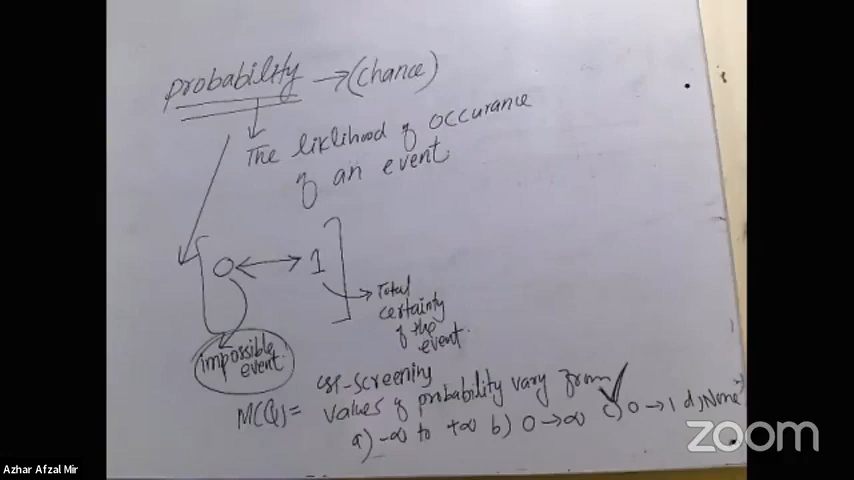 probability → (chance)
The liklihood of occurance
of an event.
0 ↔ 1
Total
certainty
of the
event.
impossible
event.
css-screening
MCQ = values of probability vary from
a) -∞ to +∞ b) 0→∞ c) 0→1 d) None
zoom
Azhar Afzal Mir